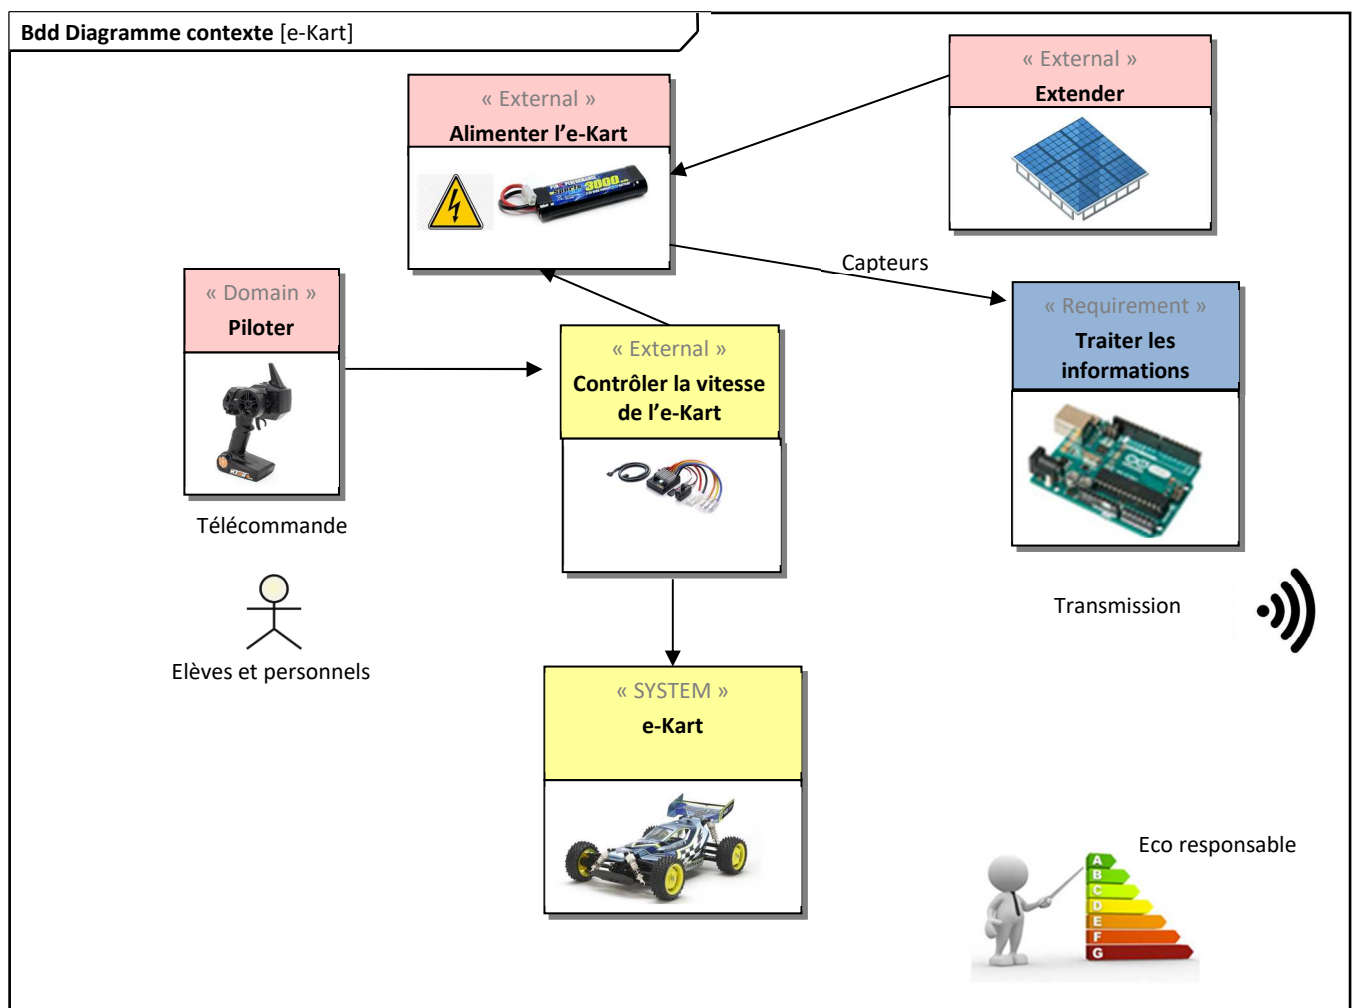 Bdd Diagramme contexte [e-Kart]
« External »
Alimenter l’e-Kart
3000
« External »
Extender
Capteurs
« Domain »
Piloter
Télécommande
« External »
Contrôler la vitesse
de l’e-Kart
« Requirement »
Traiter les
informations
Transmission
Elèves et personnels
« SYSTEM »
e-Kart
Eco responsable
A
B
C
D
E
F
G